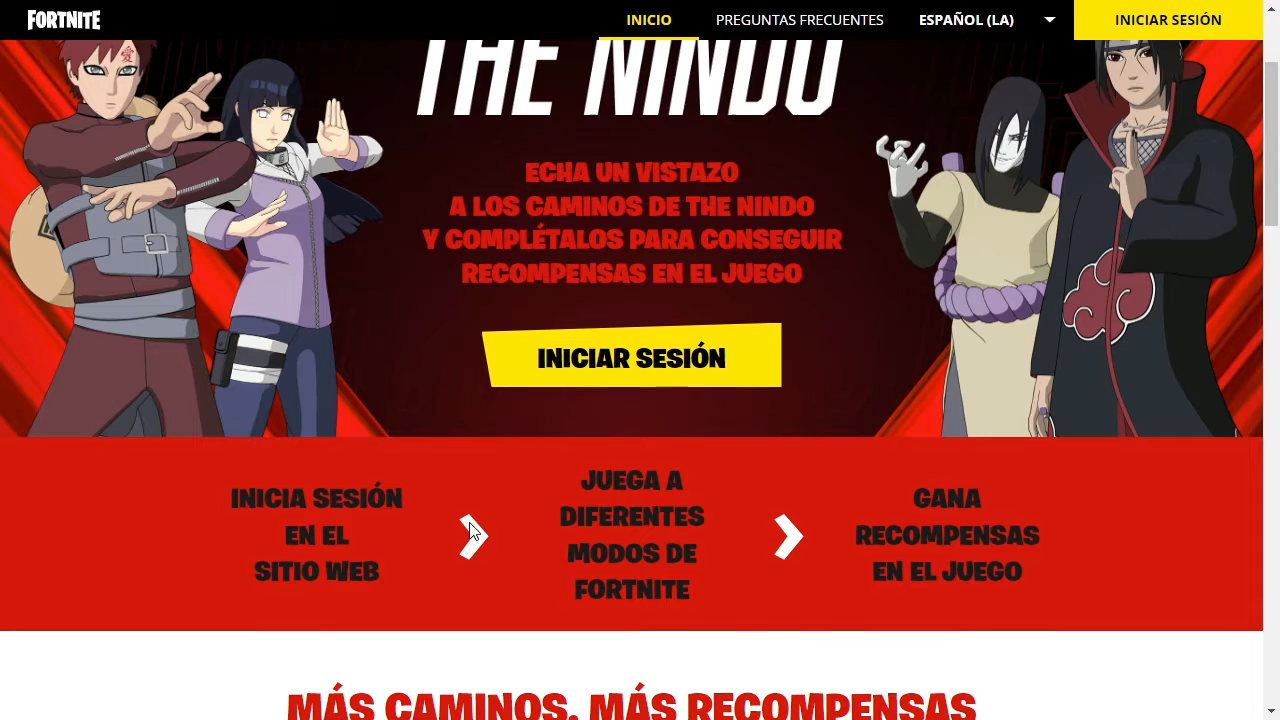 FORTNITE
INICIO
PREGUNTAS FRECUENTES
ESPAÑOL (LA)
INICIAR SESIÓN
THE NINDO
ECHA UN VISTAZO
A LOS CAMINOS DE THE NINDO
Y COMPLÉTALOS PARA CONSEGUIR
RECOMPENSAS EN EL JUEGO
INICIAR SESIÓN
INICIA SESIÓN
EN EL
SITIO WEB
JUEGA A
DIFERENTES
MODOS DE
FORTNITE
GANA
RECOMPENSAS
EN EL JUEGO
MÁS CAMINOS, MÁS RECOMPENSAS